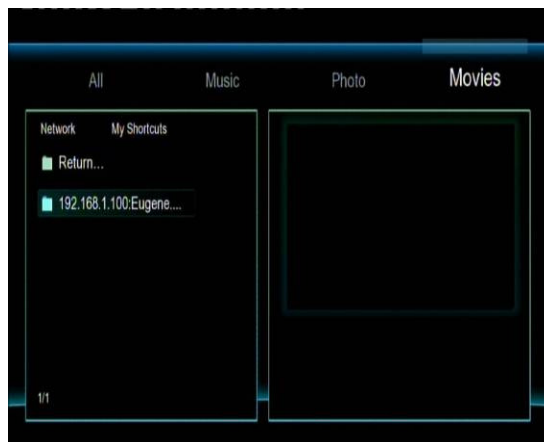 All Music Photo Movies
Network My Shortcuts
Return...
192.168.1.100:Eugene....
1/1